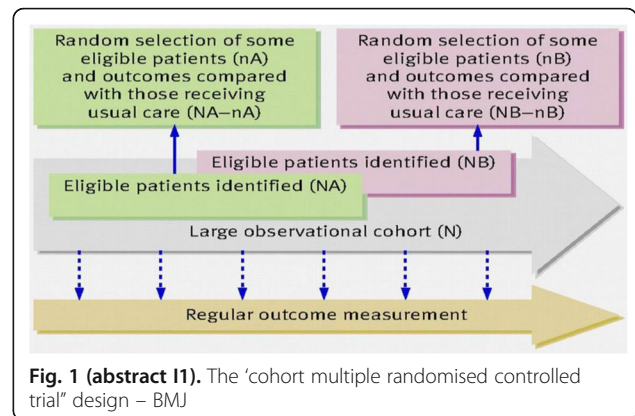 Random selection of some
eligible patients (nA)
and outcomes compared
with those receiving
usual care (NA–nA)
Random selection of some
eligible patients (nB)
and outcomes compared
with those receiving
usual care (NB–nB)
Eligible patients identified (NB)
Eligible patients identified (NA)
Large observational cohort (N)
Regular outcome measurement
Fig. 1 (abstract I1). The ‘cohort multiple randomised controlled
trial” design – BMJ